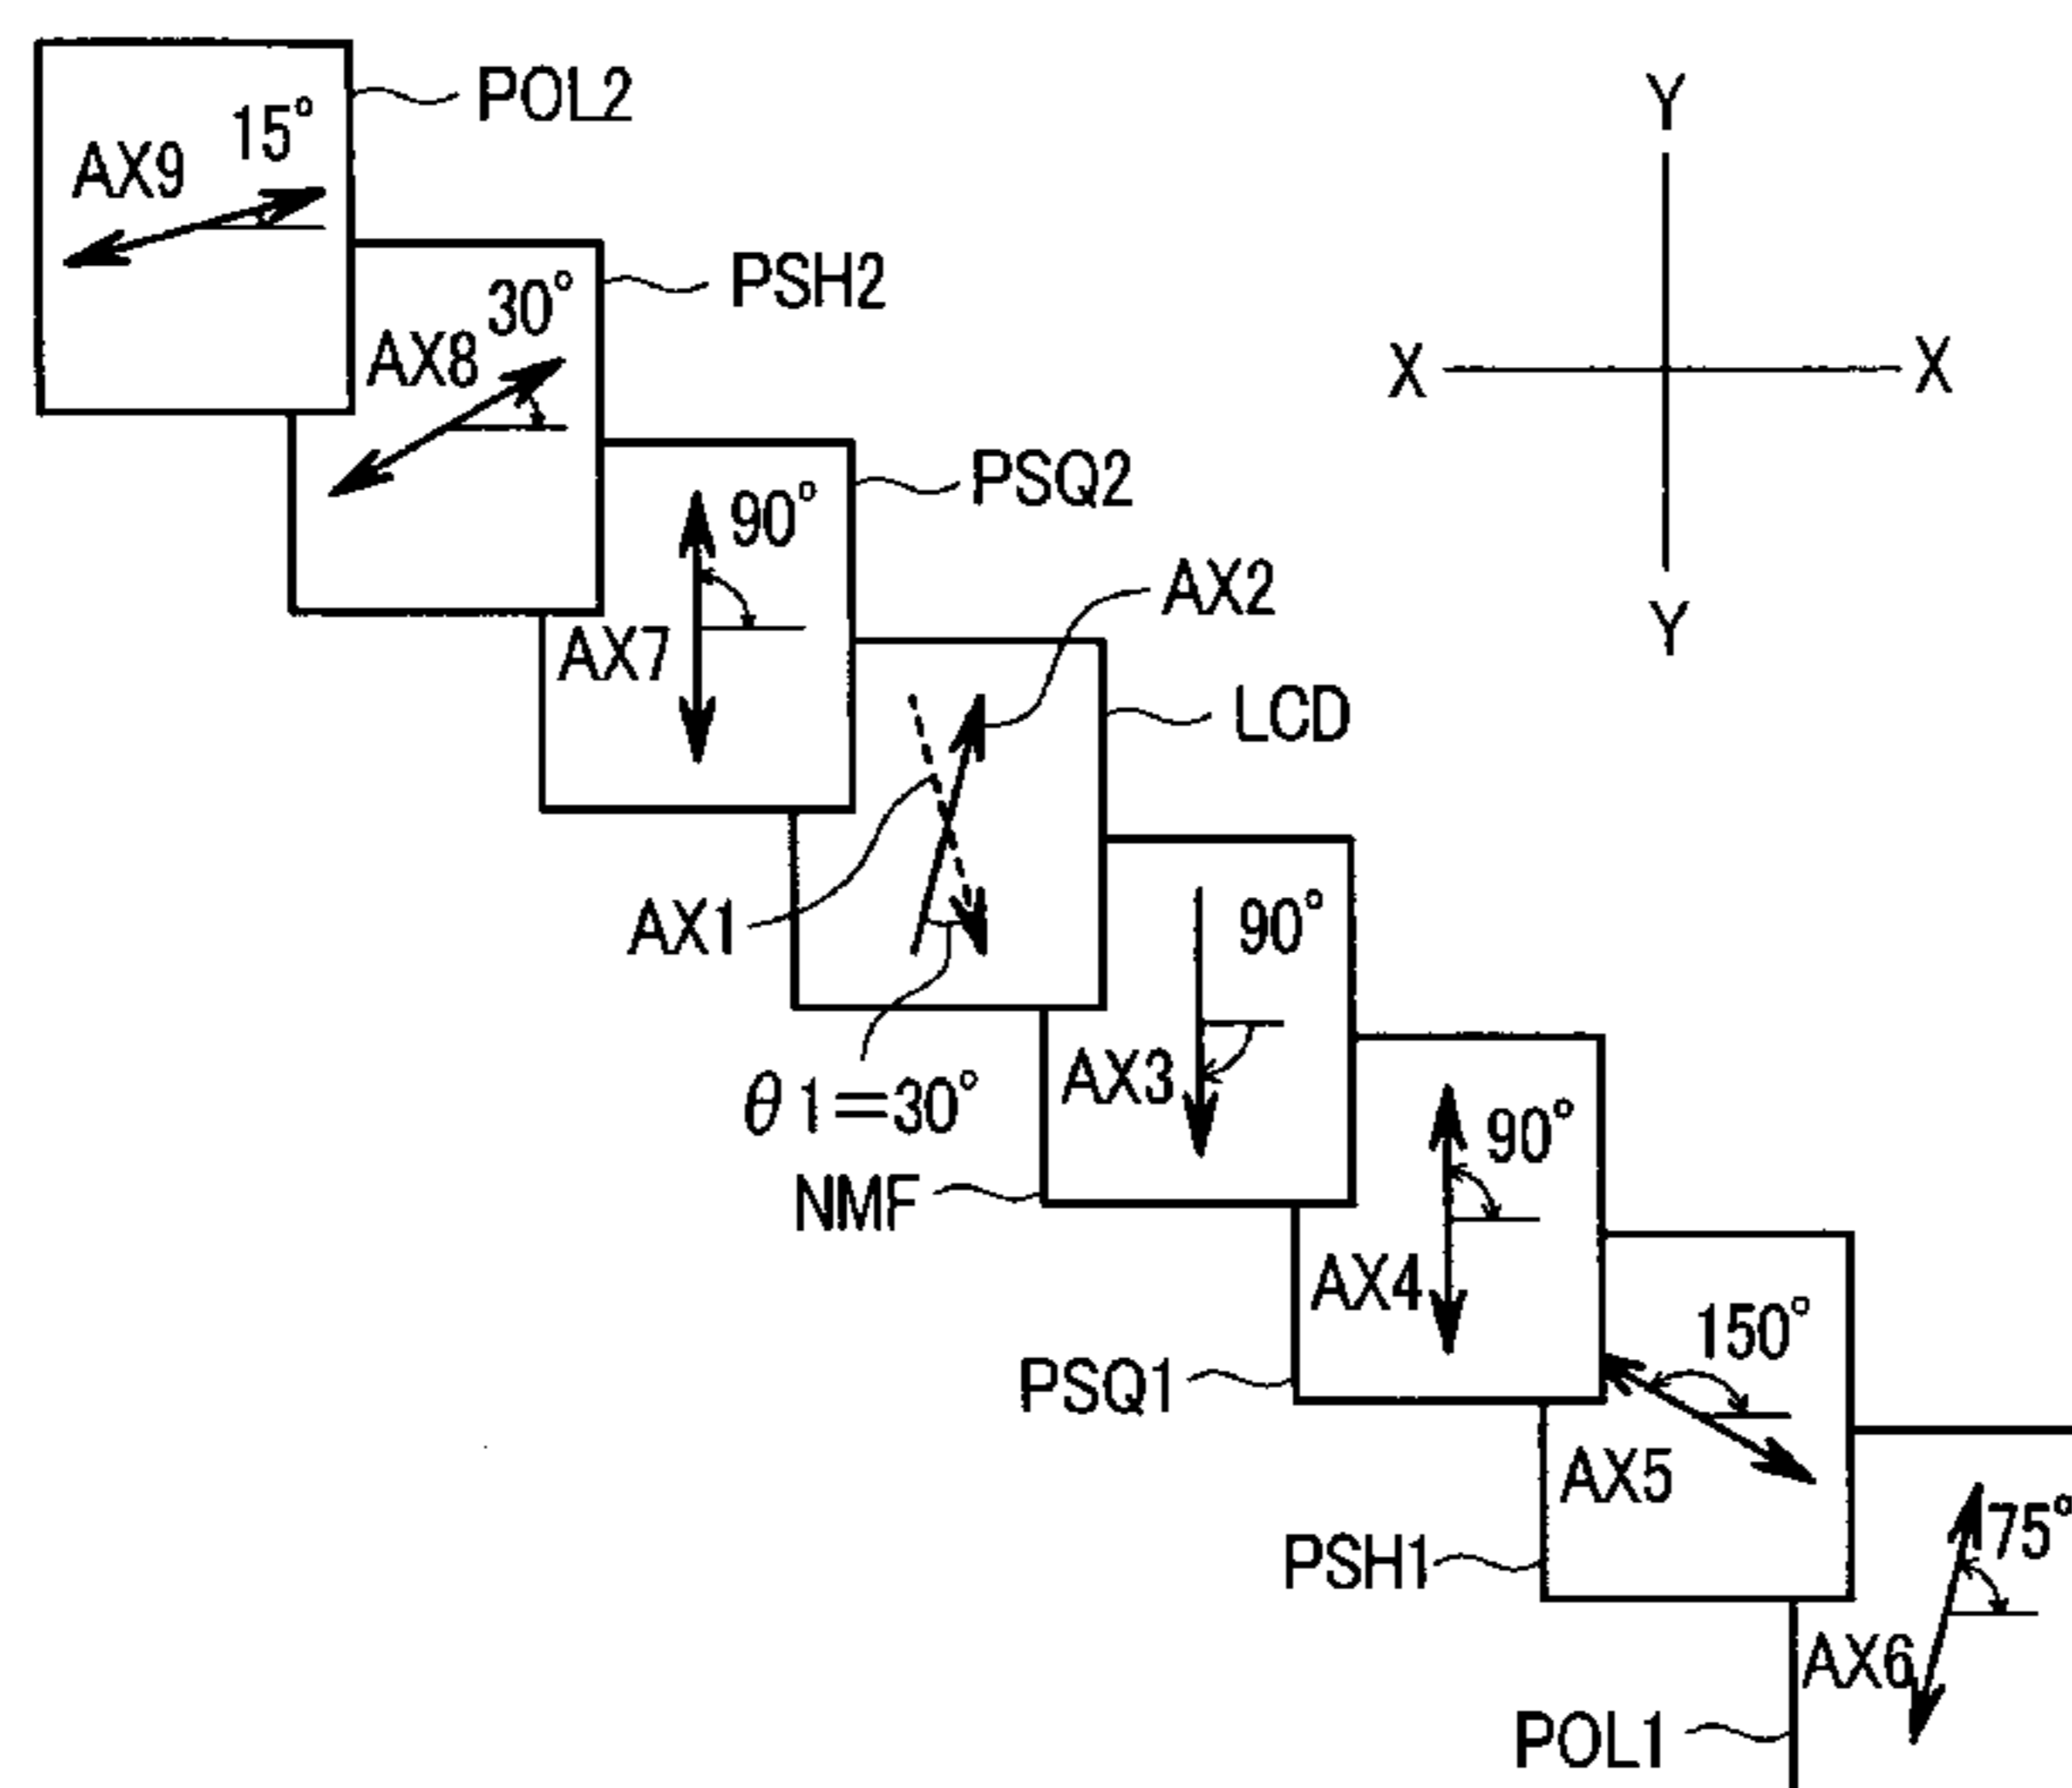 POL2
15°
AX9
PSH2
30°
AX8
PSQ2
90°
AX7
Y
X
X
Y
AX2
LCD
AX1
θ1=30°
90°
AX3
NMF
90°
AX4
PSQ1
150°
AX5
PSH1
75°
AX6
POL1